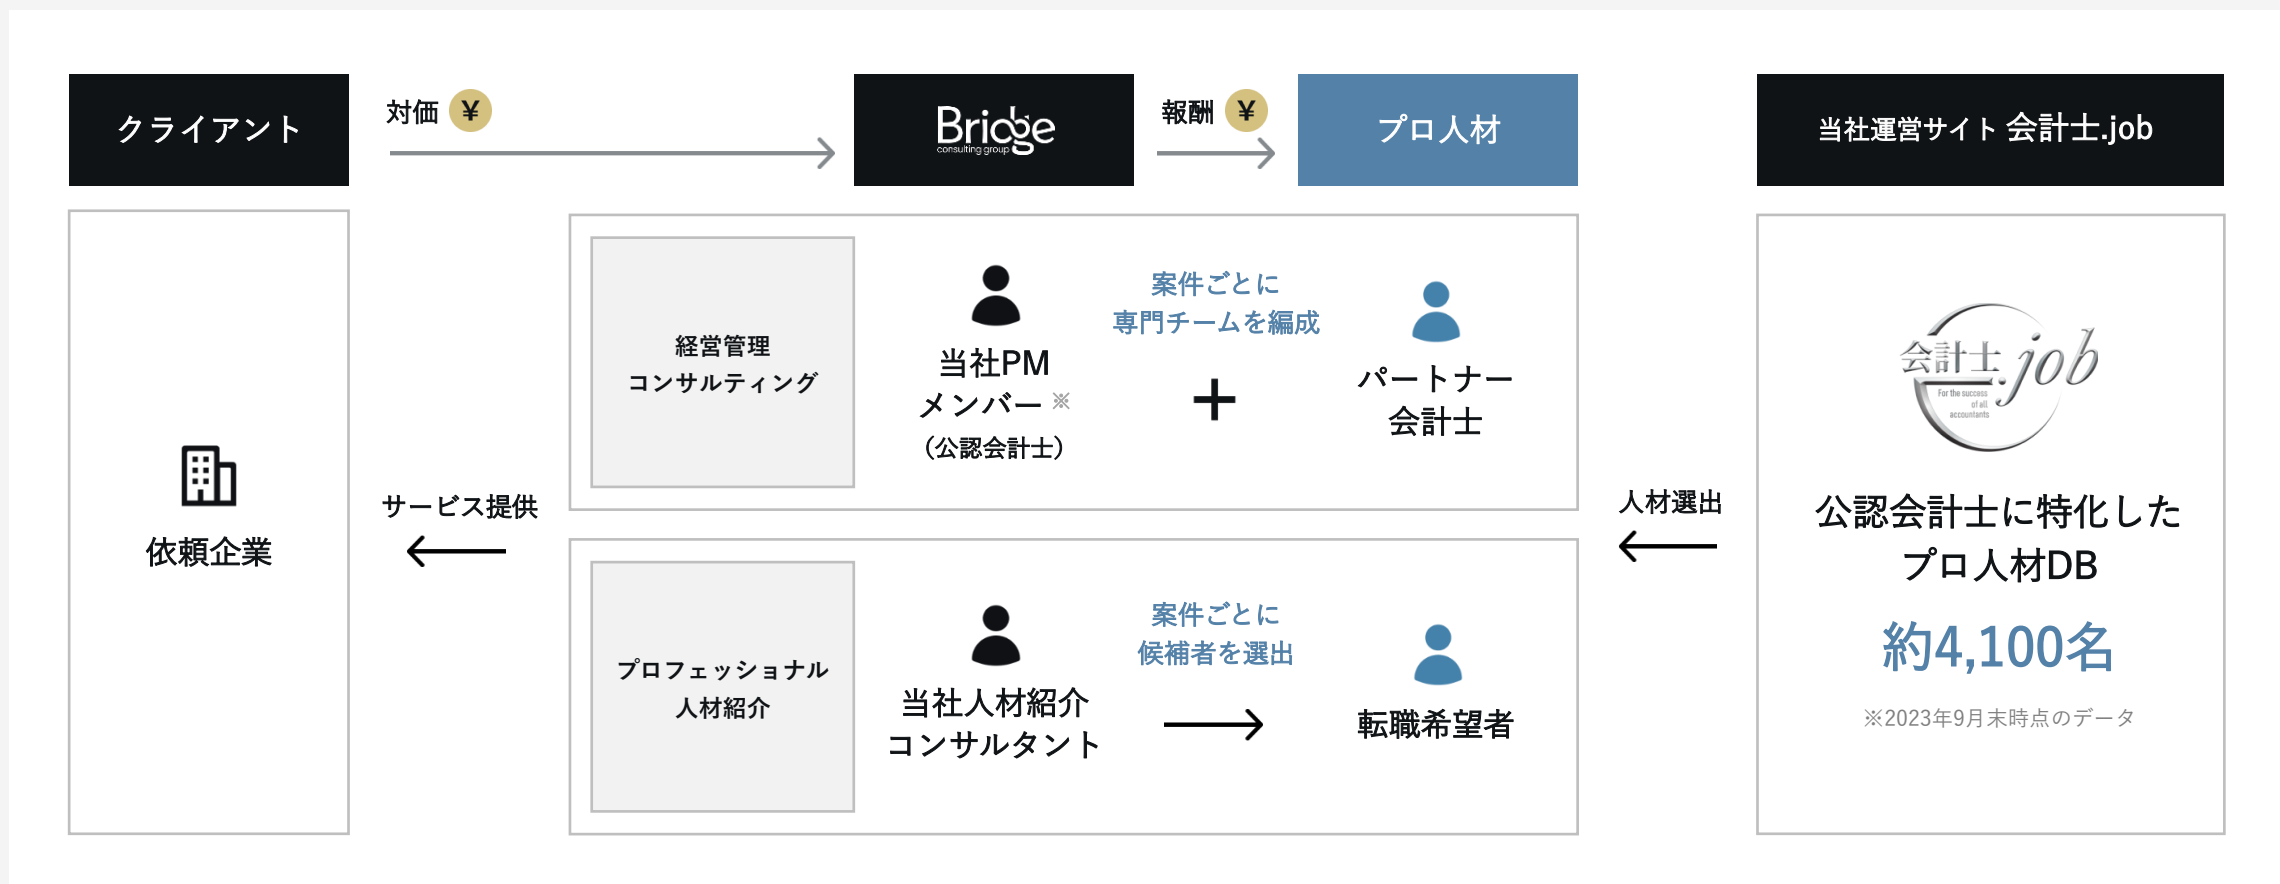 クライアント
対価 ¥
Bridge
consulting group
報酬 ¥
プロ人材
当社運営サイト 会計士.job
依頼企業
サービス提供
経営管理
コンサルティング
当社PM
メンバー ※
(公認会計士)
案件ごとに
専門チームを編成
+
パートナー
会計士
プロフェッショナル
人材紹介
当社人材紹介
コンサルタント
案件ごとに
候補者を選出
転職希望者
人材選出
会計士.job
For the success
of all
accountants
公認会計士に特化した
プロ人材DB
約4,100名
※2023年9月末時点のデータ